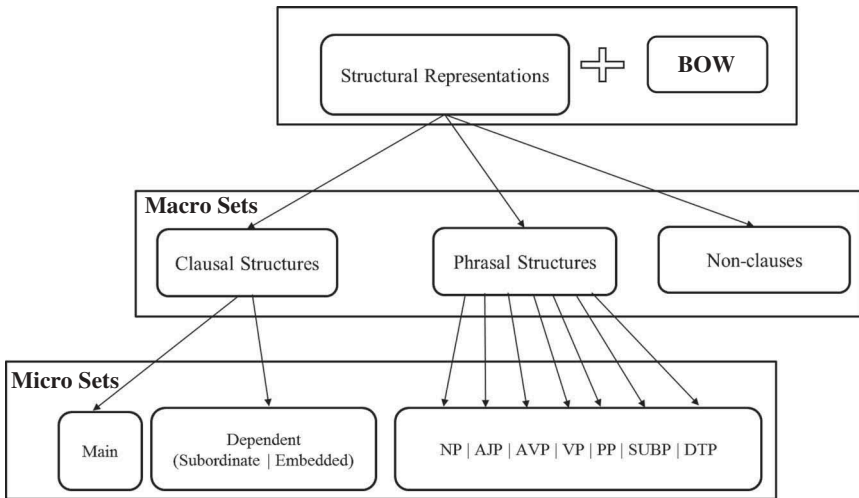 Structural Representations
BOW
Macro Sets
Clausal Structures
Phrasal Structures
Non-clauses
Micro Sets
Main
Dependent
(Subordinate | Embedded)
NP | AJP | AVP | VP | PP | SUBP | DTP